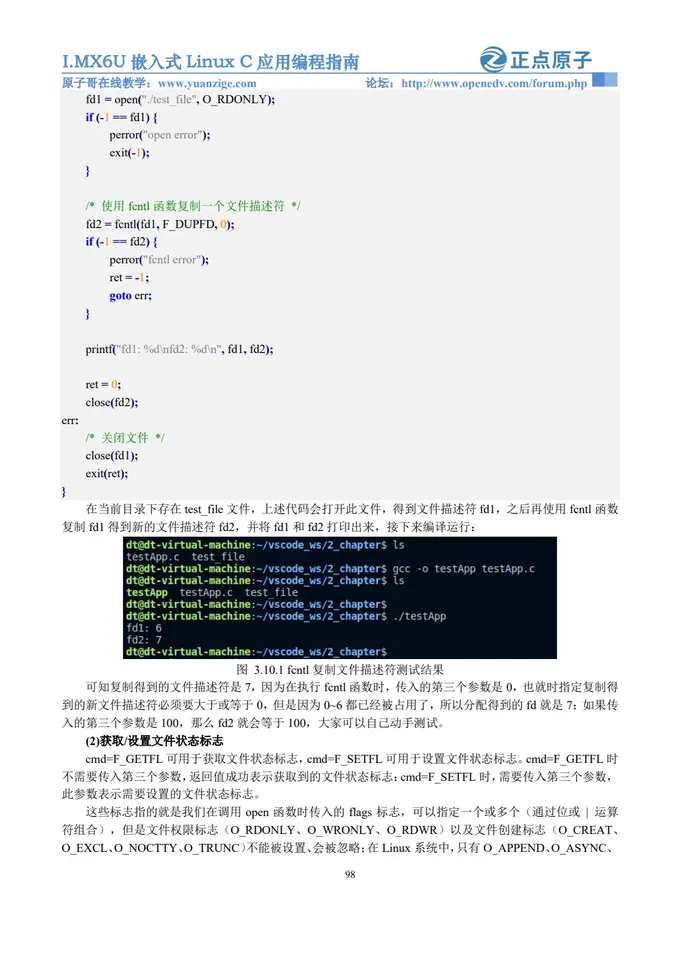 I.MX6U 嵌入式 Linux C 应用编程指南
正点原子
原子哥在线教学：www.yuanzige.com
论坛：http://www.openedv.com/forum.php
fd1 = open("./test_file", O_RDONLY);
if (-1 == fd1) {
perror("open error");
exit(-1);
}
/* 使用 fcntl 函数复制一个文件描述符 */
fd2 = fcntl(fd1, F_DUPFD, 0);
if (-1 == fd2) {
perror("fcntl error");
ret = -1;
goto err;
}
printf("fd1: %d\nfd2: %d\n", fd1, fd2);
ret = 0;
close(fd2);
err:
/* 关闭文件 */
close(fd1);
exit(ret);
}
在当前目录下存在 test_file 文件，上述代码会打开此文件，得到文件描述符 fd1，之后再使用 fcntl 函数
复制 fd1 得到新的文件描述符 fd2，并将 fd1 和 fd2 打印出来，接下来编译运行：
dt@dt-virtual-machine:~/vscode_ws/2_chapter$ ls
testApp.c  test_file
dt@dt-virtual-machine:~/vscode_ws/2_chapter$ gcc -o testApp testApp.c
dt@dt-virtual-machine:~/vscode_ws/2_chapter$ ls
testApp  testApp.c  test_file
dt@dt-virtual-machine:~/vscode_ws/2_chapter$
dt@dt-virtual-machine:~/vscode_ws/2_chapter$ ./testApp
fd1: 6
fd2: 7
dt@dt-virtual-machine:~/vscode_ws/2_chapter$
图 3.10.1 fcntl 复制文件描述符测试结果
可知复制得到的文件描述符是 7，因为在执行 fcntl 函数时，传入的第三个参数是 0，也就时指定复制得
到的新文件描述符必须要大于或等于 0，但是因为 0~6 都已经被占用了，所以分配得到的 fd 就是 7；如果传
入的第三个参数是 100，那么 fd2 就会等于 100，大家可以自己动手测试。
(2)获取/设置文件状态标志
cmd=F_GETFL 可用于获取文件状态标志，cmd=F_SETFL 可用于设置文件状态标志。cmd=F_GETFL 时
不需要传入第三个参数，返回值成功表示获取到的文件状态标志；cmd=F_SETFL 时，需要传入第三个参数，
此参数表示需要设置的文件状态标志。
这些标志指的就是我们在调用 open 函数时传入的 flags 标志，可以指定一个或多个（通过位或 | 运算
符组合），但是文件权限标志（O_RDONLY、O_WRONLY、O_RDWR）以及文件创建标志（O_CREAT、
O_EXCL、O_NOCTTY、O_TRUNC）不能被设置、会被忽略；在 Linux 系统中，只有 O_APPEND、O_ASYNC、
98